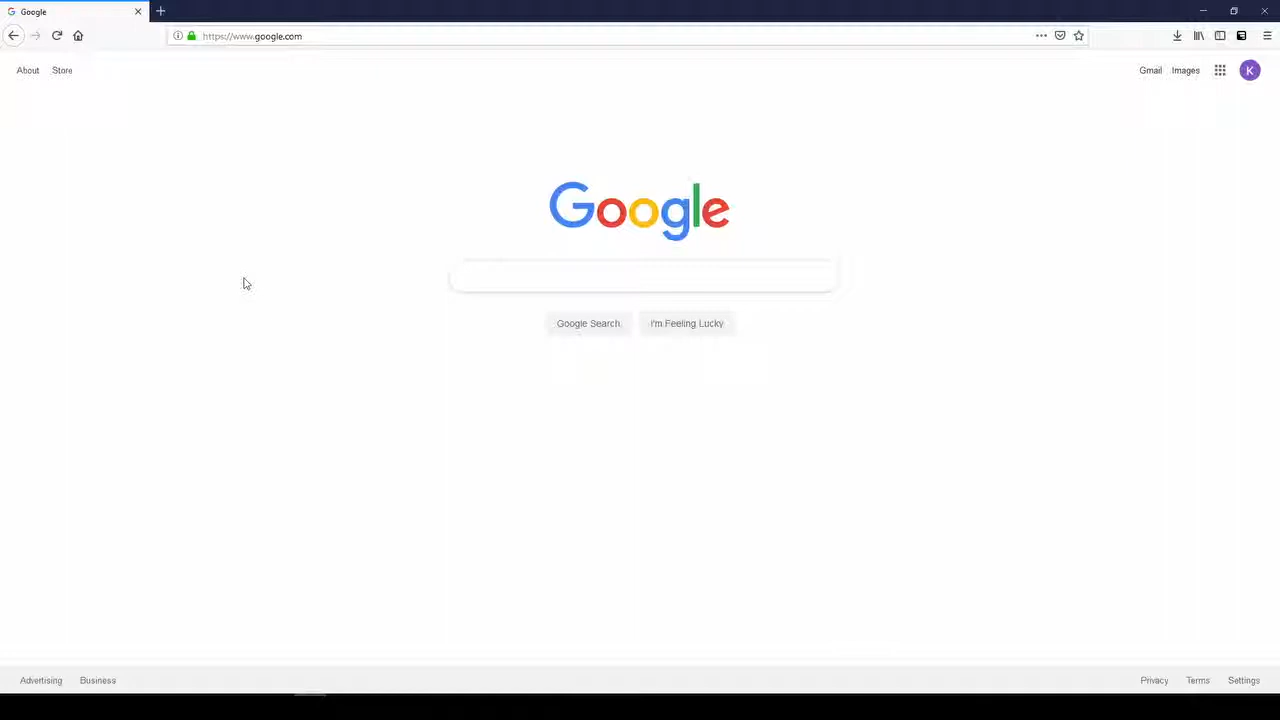 Google
https://www.google.com
About Store
Gmail Images K
Google
Google Search I'm Feeling Lucky
Advertising Business
Privacy Terms Settings